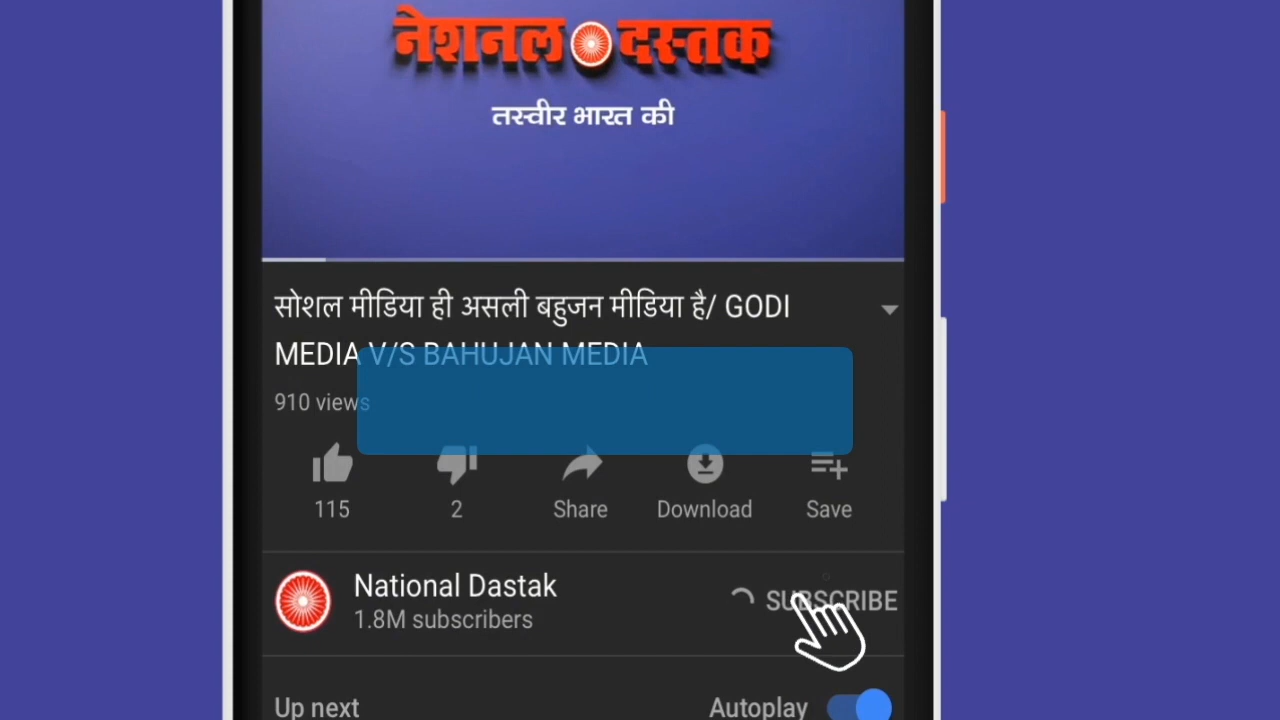 नेशनल दस्तक
तस्वीर भारत की
सोशल मीडिया ही असली बहुजन मीडिया है/ GODI
MEDIA V/S BAHUJAN MEDIA
910 views
115
2
Share
Download
Save
National Dastak
SUBSCRIBE
1.8M subscribers
Up next
Autoplay